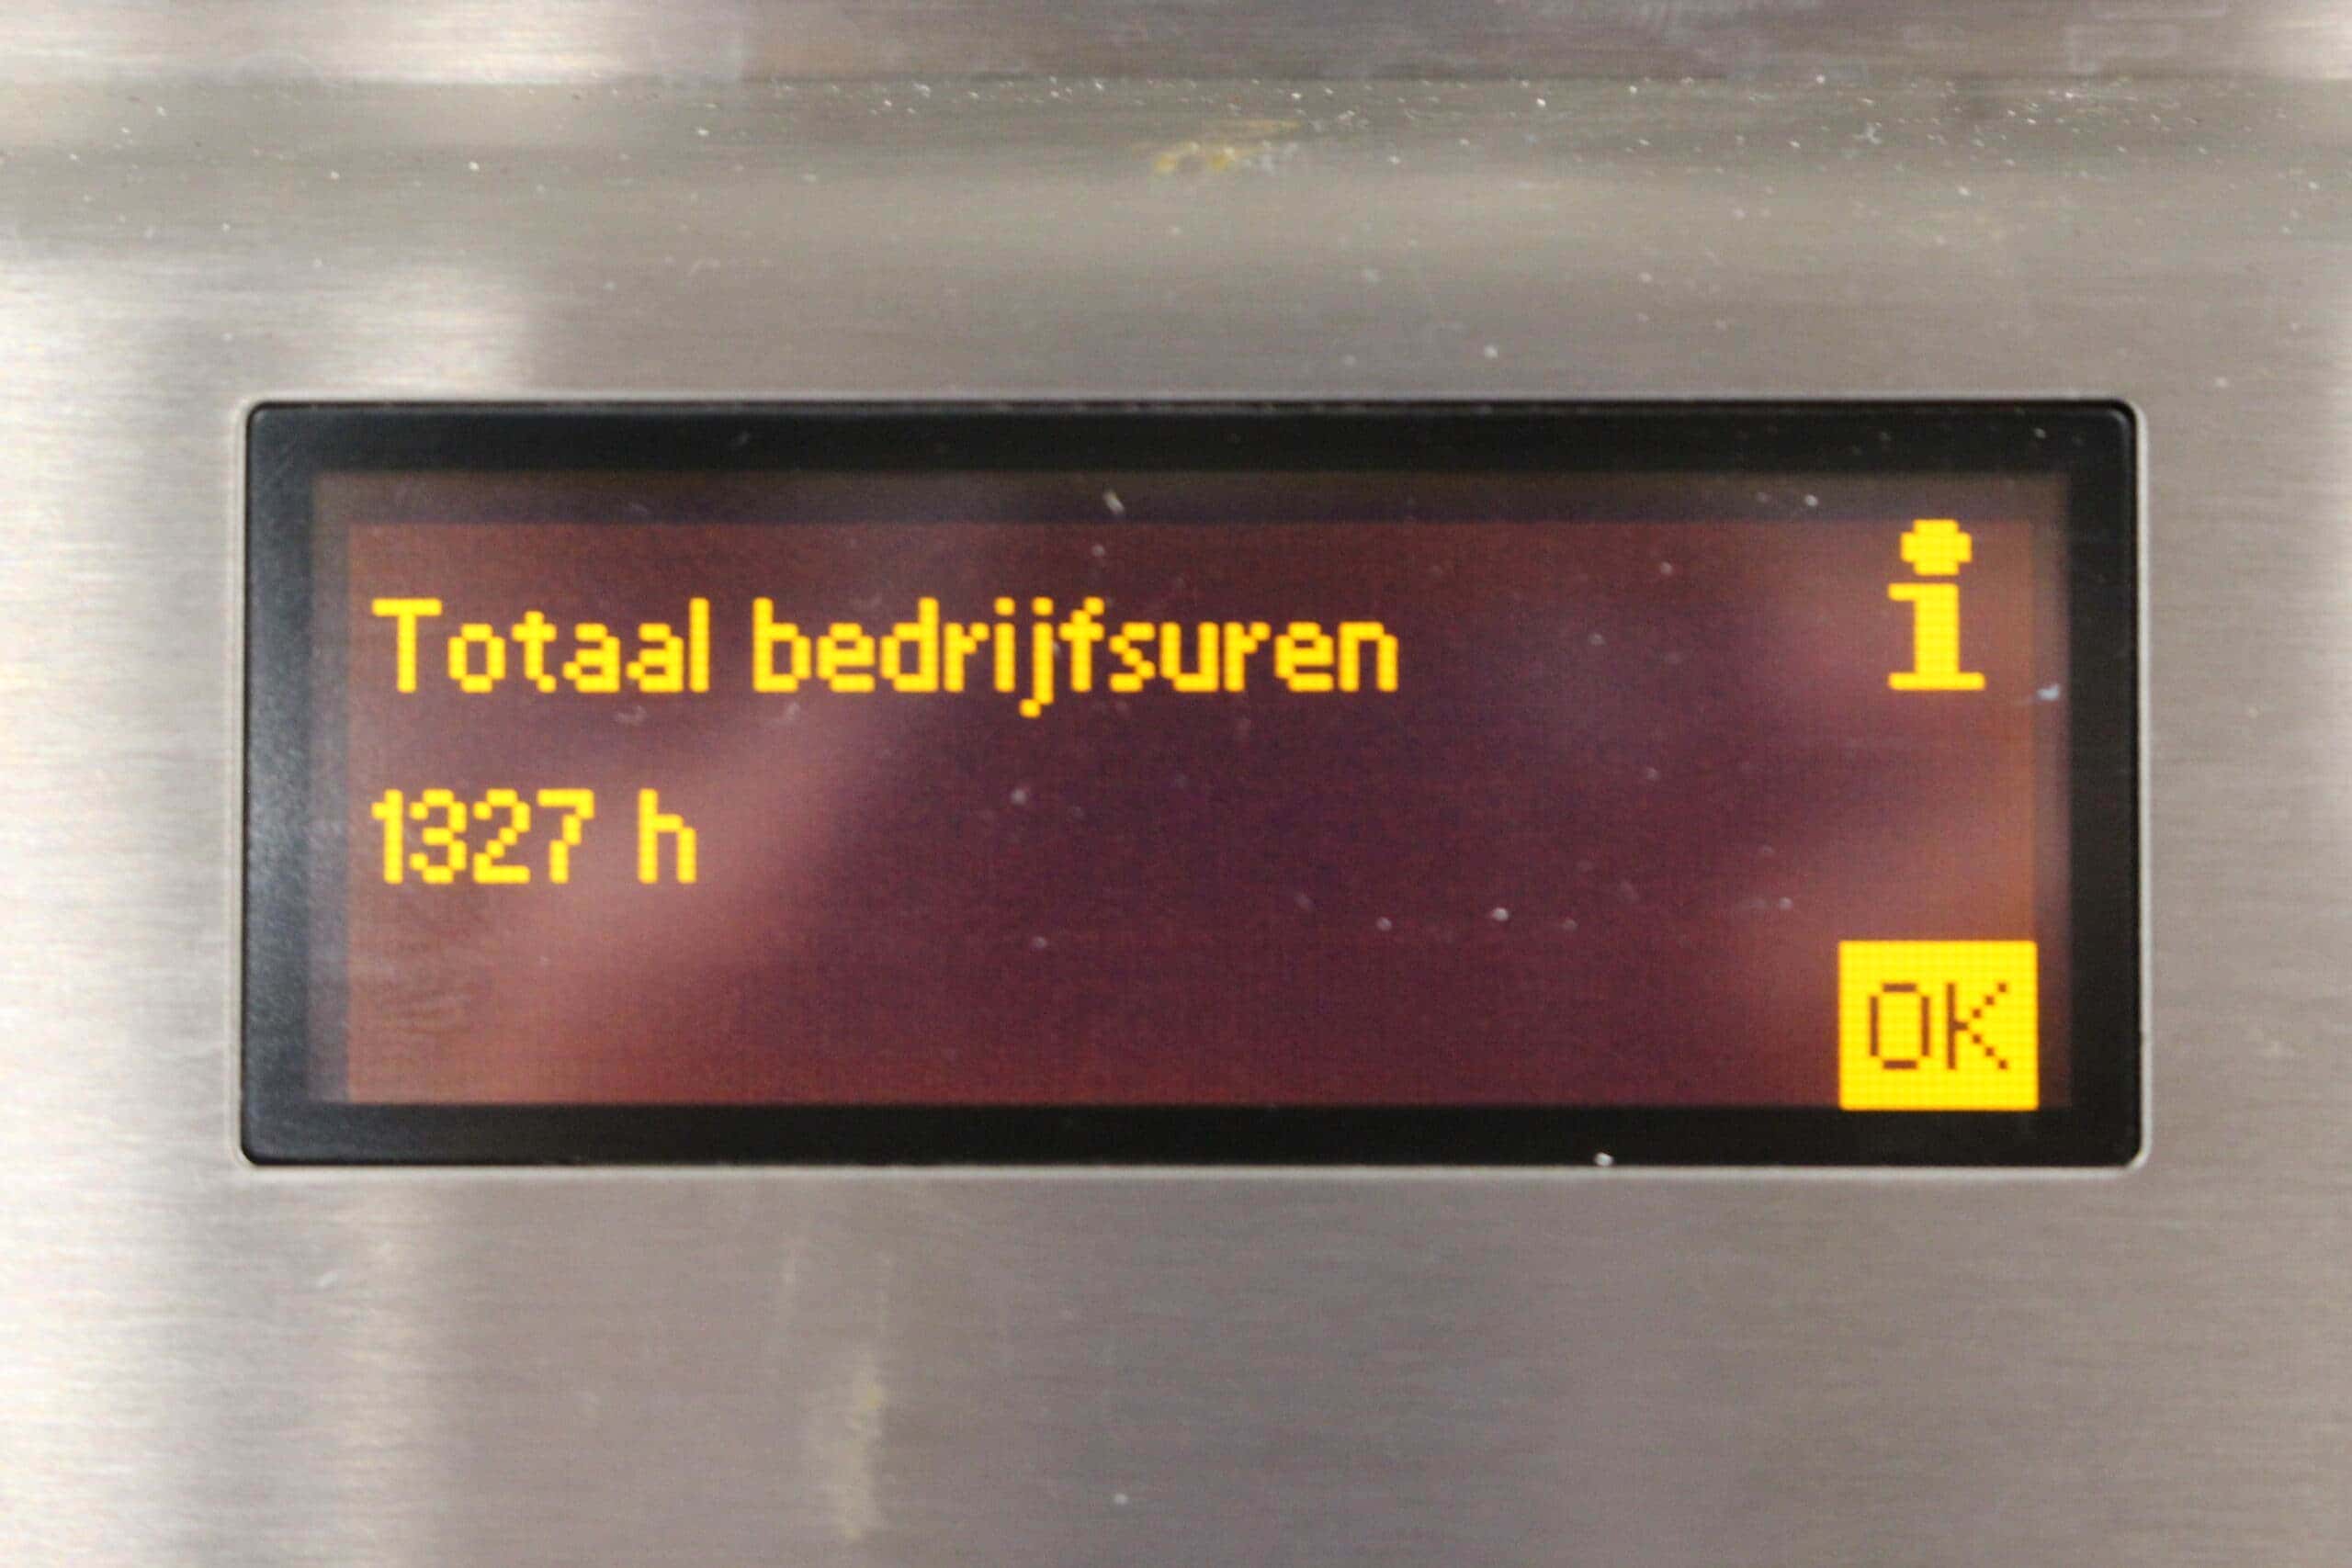 Totaal bedrijfsuren
1327 h
OK